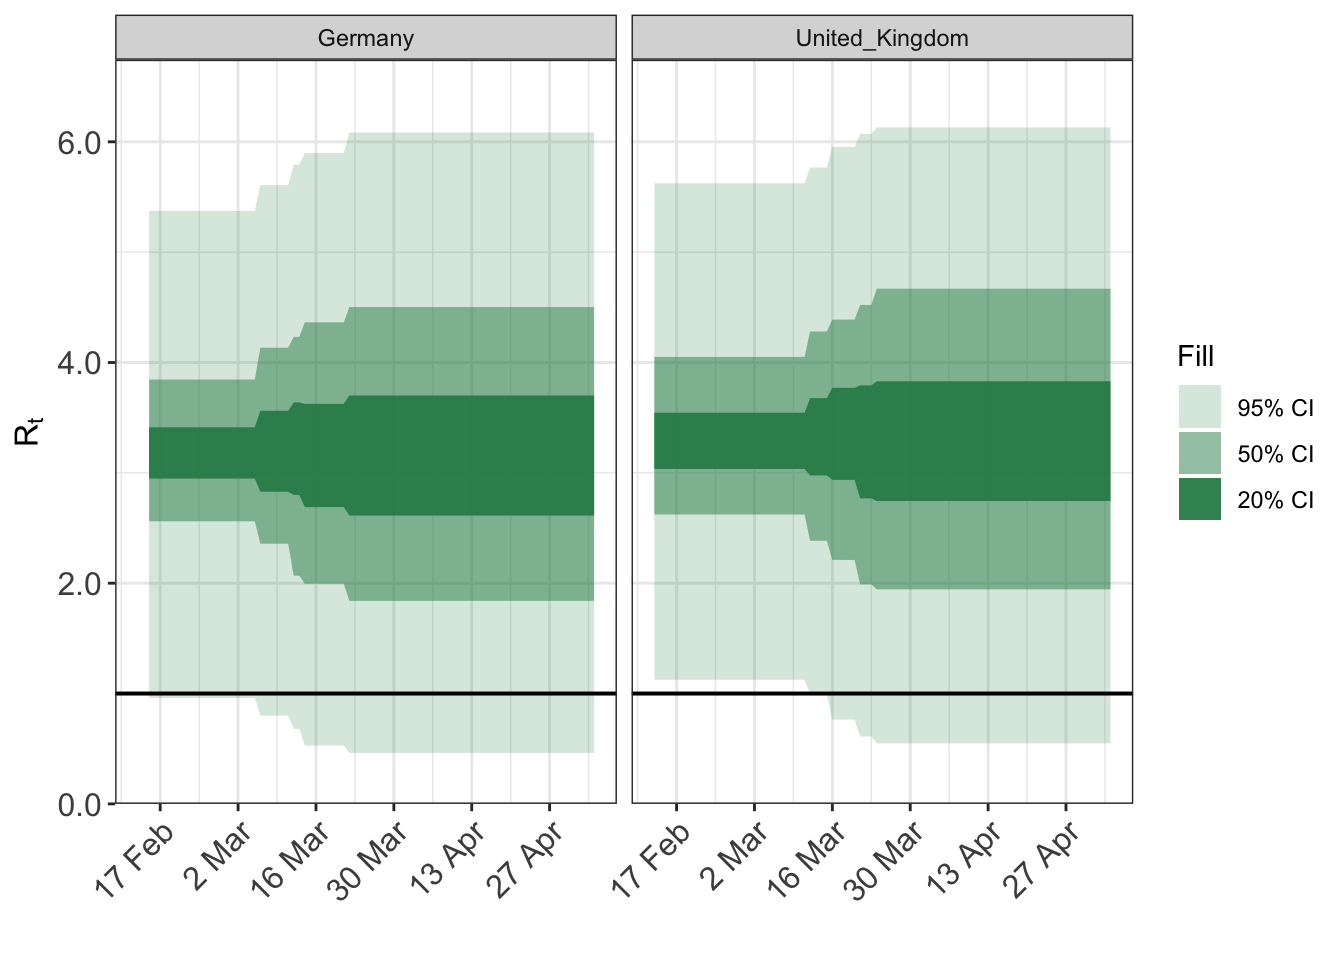 Germany
United_Kingdom
6.0
4.0
2.0
0.0
Rt
17 Feb
2 Mar
16 Mar
30 Mar
13 Apr
27 Apr
17 Feb
2 Mar
16 Mar
30 Mar
13 Apr
27 Apr
Fill
95% CI
50% CI
20% CI